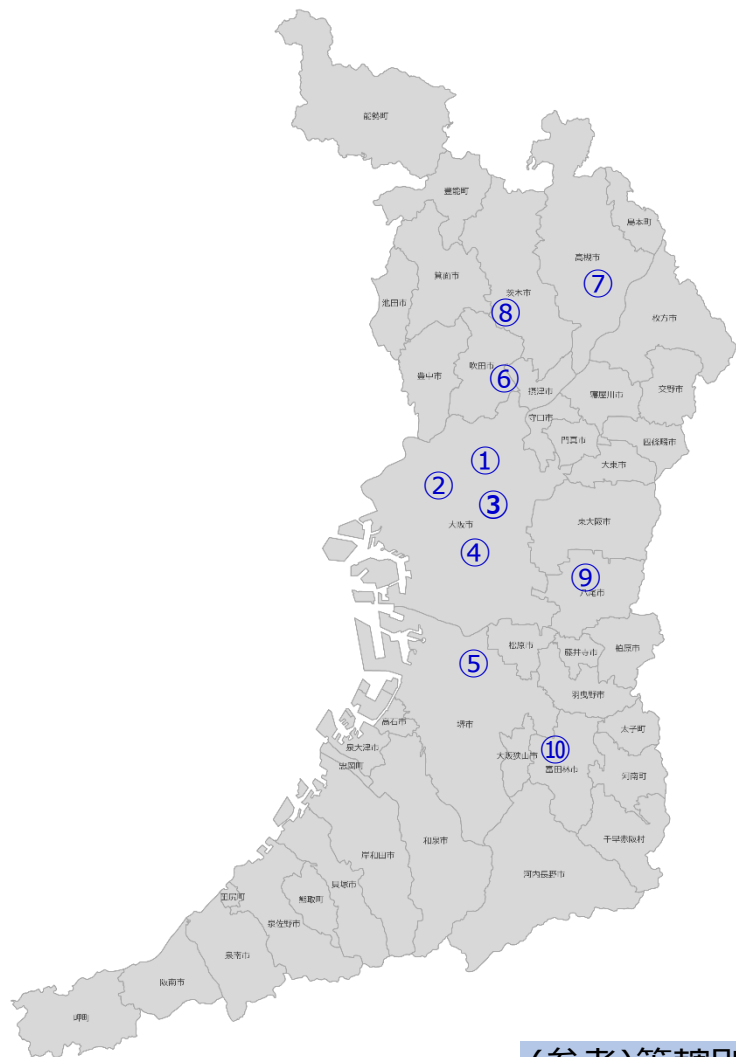 能勢町
豊能町
島本町
高槻市
⑦
箕面市
茨木市
⑧
池田市
枚方市
吹田市
⑥
豊中市
摂津市
寝屋川市
交野市
守口市
門真市
四條畷市
大東市
①
②
③
大阪市
東大阪市
④
⑨
八尾市
松原市
藤井寺市
柏原市
⑤
羽曳野市
高石市
堺市
太子町
泉大津市
忠岡町
大阪狭山市
⑩
富田林市
河南町
千早赤阪村
和泉市
岸和田市
河内長野市
貝塚市
熊取町
田尻町
泉佐野市
泉南市
阪南市
岬町